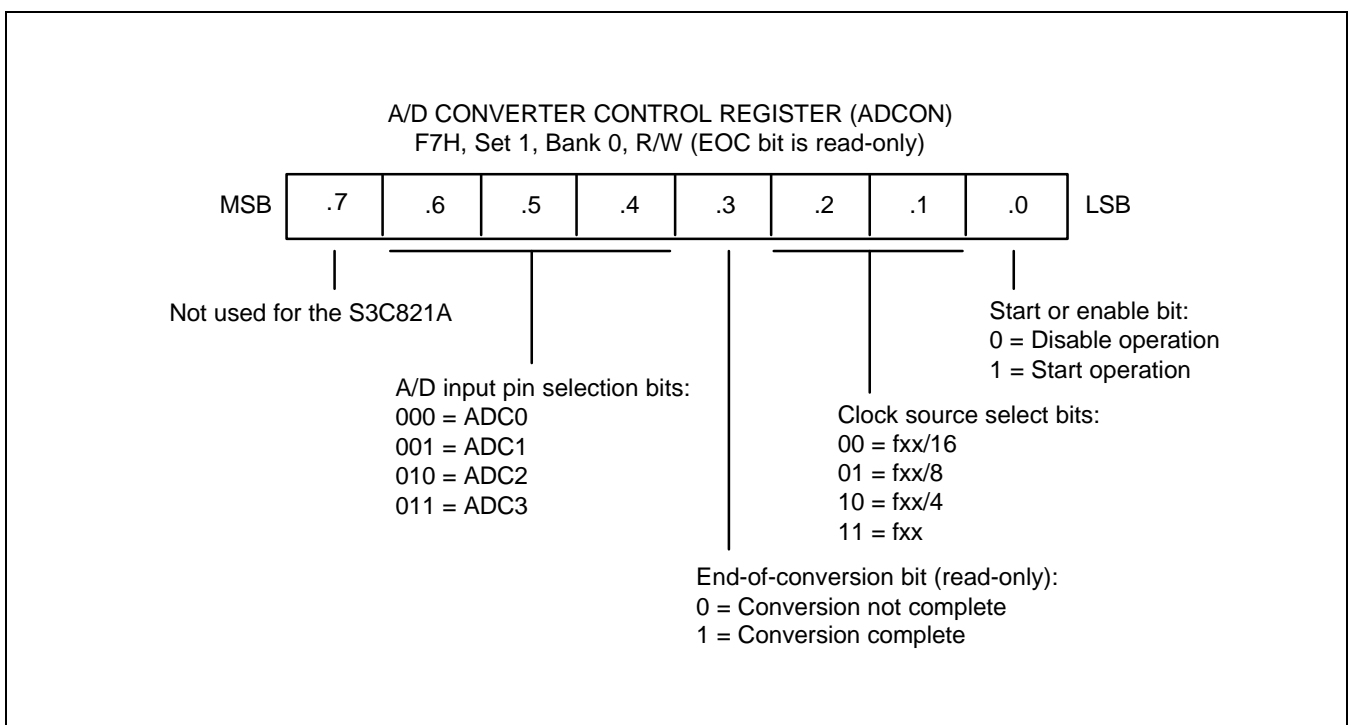 A/D CONVERTER CONTROL REGISTER (ADCON)
F7H, Set 1, Bank 0, R/W (EOC bit is read-only)
MSB .7 .6 .5 .4 .3 .2 .1 .0 LSB
Not used for the S3C821A
A/D input pin selection bits:
000 = ADC0
001 = ADC1
010 = ADC2
011 = ADC3
End-of-conversion bit (read-only):
0 = Conversion not complete
1 = Conversion complete
Clock source select bits:
00 = fxx/16
01 = fxx/8
10 = fxx/4
11 = fxx
Start or enable bit:
0 = Disable operation
1 = Start operation